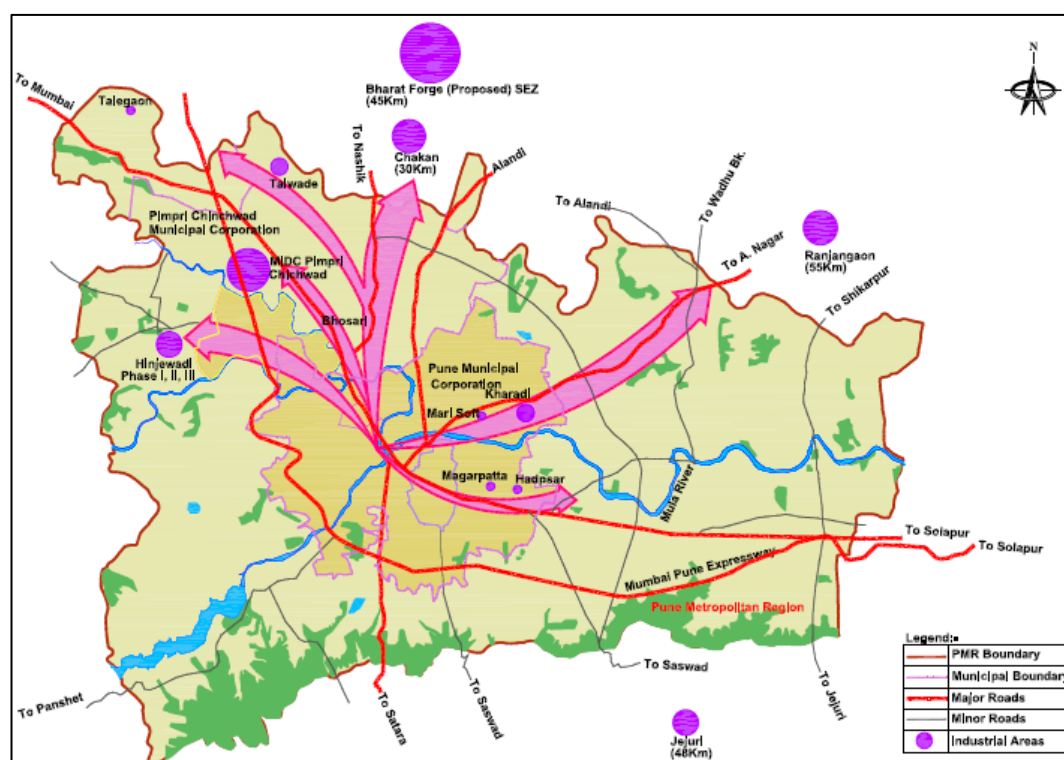 N
Bharat Forge (Proposed) SEZ
(45Km)
To Mumbai
Talegaon
To Nashik
Chakan
(30Km)
Alandi
Talwade
To Wadhu Bk.
To Alandi
Pimpri Chinchwad
Municipal Corporation
To A. Nagar
Ranjangaon
(55Km)
MIDC Pimpri
Chichwad
To Shikarpur
Bhosari
Hinjewadi
Phase I, II, III
Pune Municipal
Corporation
Kharadi
Mari Soft
Magarpatta
Hadpsar
Mula River
To Selapur
To Solapur
Mumbai Pune Expressway
Pune Metropolitan Region
To Panshet
To Satara
To Saswad
To Saswad
To Jejuri
Jejuri
(48Km)
Legend:
PMR Boundary
Municipal Boundary
Major Roads
Minor Roads
Industrial Areas